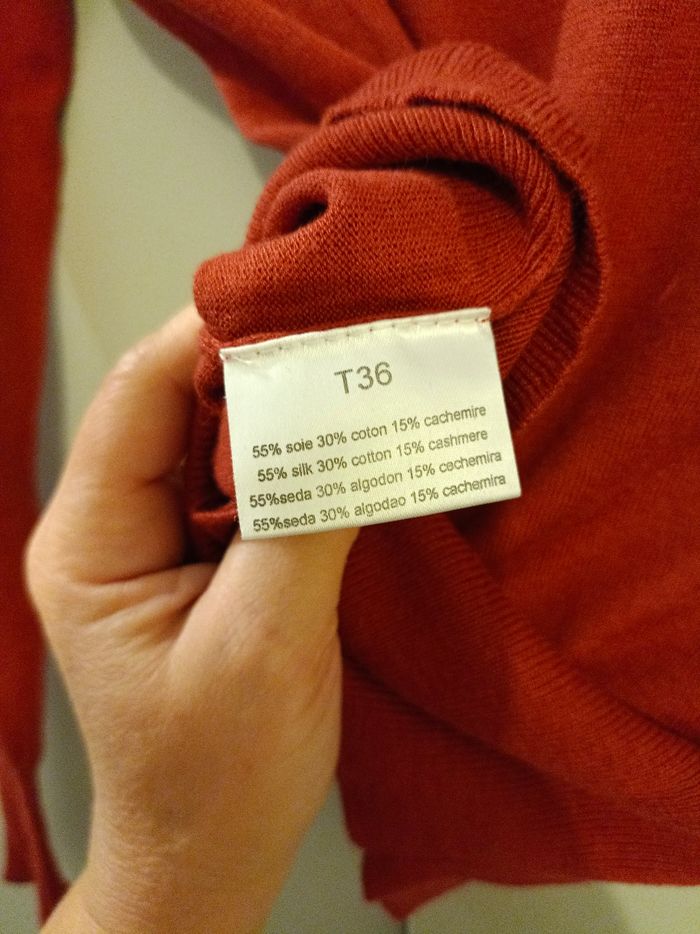 T36
55% soie 30% coton 15% cachemire
55% silk 30% cotton 15% cashmere
55%seda 30% algodon 15% cechemira
55%seda 30% algodao 15% cachemira